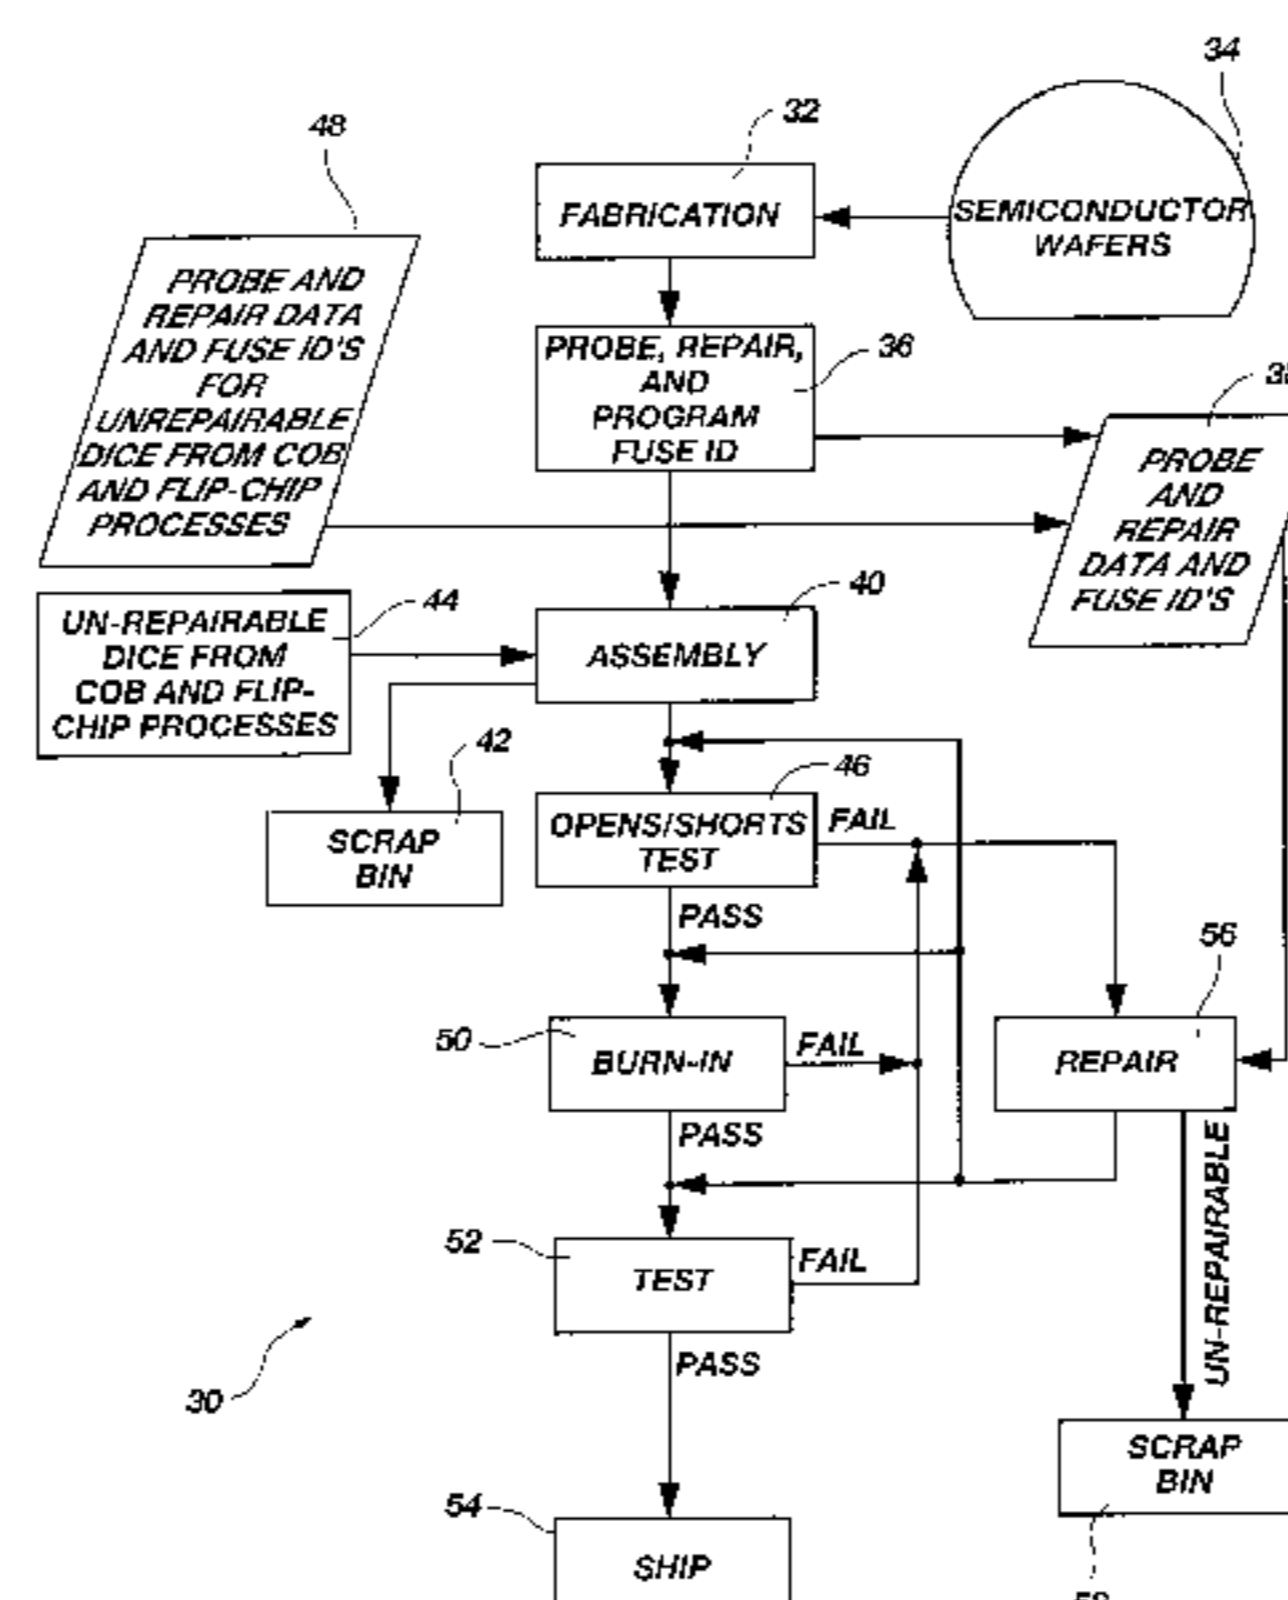 34
32
48
FABRICATION
SEMICONDUCTOR
WAFERS
PROBE AND
REPAIR DATA
AND FUSE ID'S
FOR
UNREPAIRABLE
DICE FROM COB
AND FLIP-CHIP
PROCESSES
PROBE, REPAIR,
AND
PROGRAM
FUSE ID
36
PROBE
AND
REPAIR
DATA AND
FUSE ID'S
40
44
UN-REPAIRABLE
DICE FROM
COB AND FLIP-
CHIP PROCESSES
ASSEMBLY
42
46
SCRAP
BIN
OPENS/SHORTS
TEST
FAIL
PASS
56
50
BURN-IN
FAIL
REPAIR
PASS
UN-REPAIRABLE
52
TEST
FAIL
PASS
30
SCRAP
BIN
54
SHIP